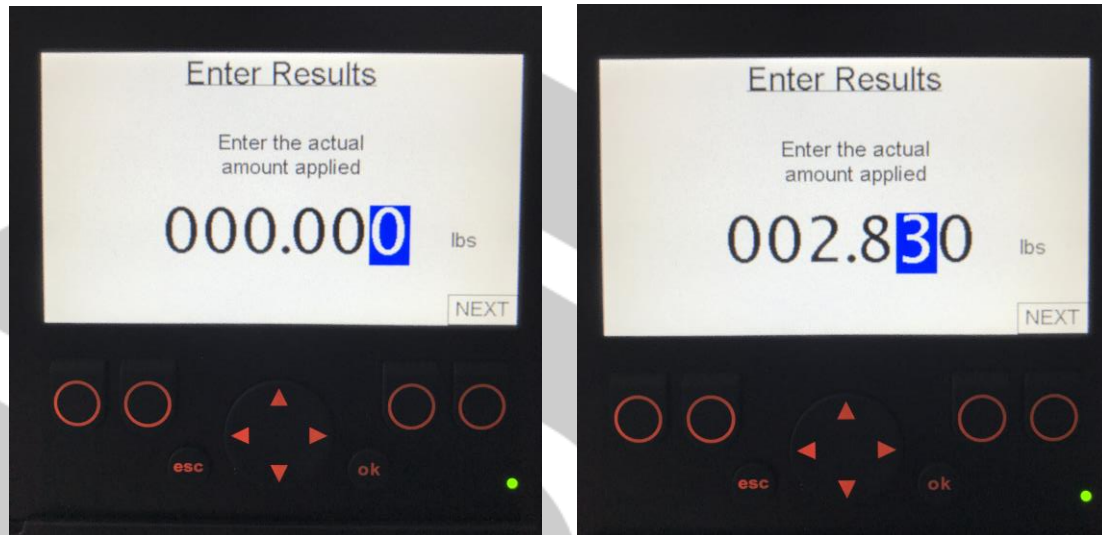 Enter Results
Enter the actual
amount applied
000.000 lbs
NEXT
esc
ok
Enter Results
Enter the actual
amount applied
002.830 lbs
NEXT
esc
ok